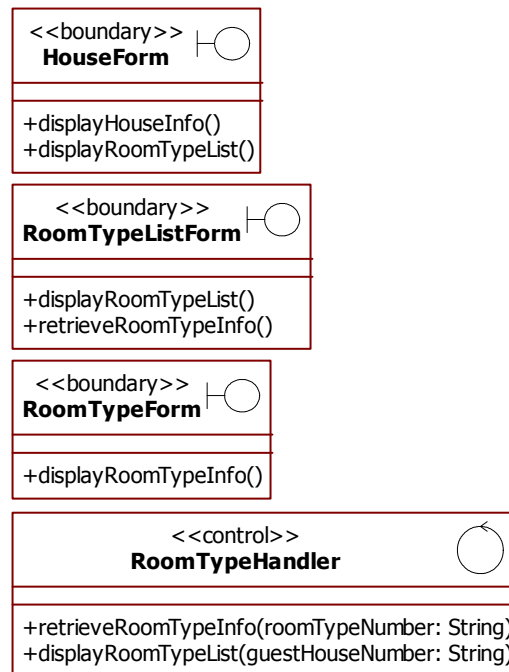 <<boundary>>
HouseForm
+displayHouseInfo()
+displayRoomTypeList()
<<boundary>>
RoomTypeListForm
+displayRoomTypeList()
+retrieveRoomTypeInfo()
<<boundary>>
RoomTypeForm
+displayRoomTypeInfo()
<<control>>
RoomTypeHandler
+retrieveRoomTypeInfo(roomTypeNumber: String)
+displayRoomTypeList(guestHouseNumber: String)